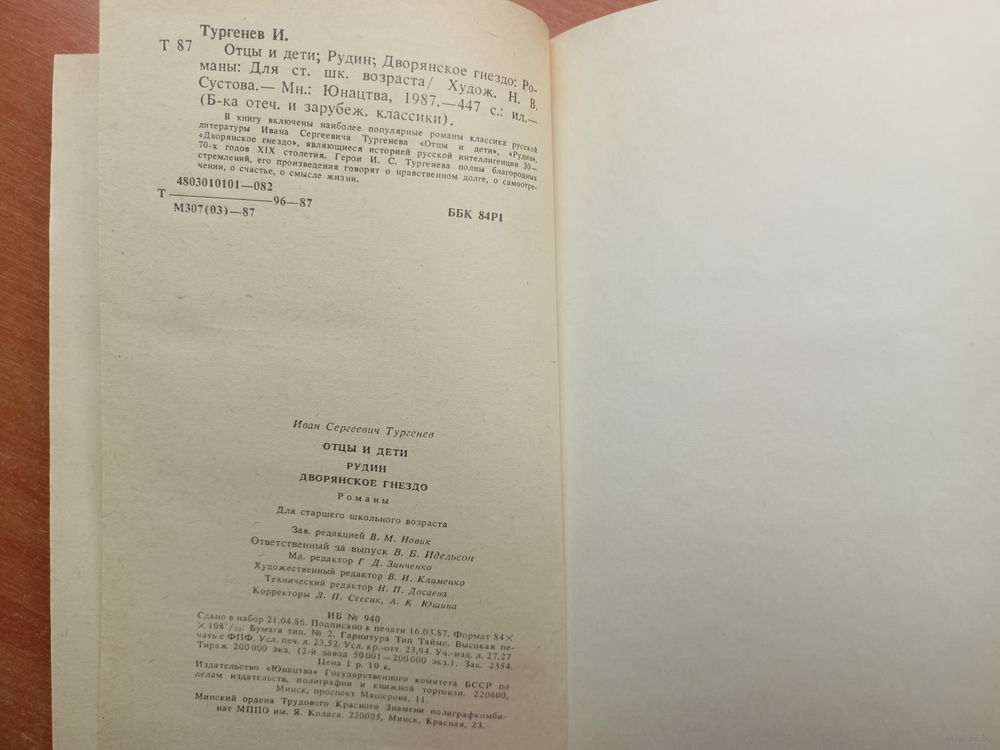 Тургенев И.
Т 87
Отцы и дети; Рудин; Дворянское гнездо: Ро-
маны: Для ст. шк. возраста/ Худож. Н. В.
Сустова.— Мн.: Юнацтва, 1987.—447 с.: ил.—
(Б-ка отеч. и зарубеж. классики).
В книгу включены наиболее популярные романы классика русской
литературы Ивана Сергеевича Тургенева «Отцы и дети», «Рудин»,
«Дворянское гнездо», являющиеся историей русской интеллигенции 30—
70-х годов XIX столетия. Герои И. С. Тургенева полны благородных
стремлений, его произведения говорят о нравственном долге, о самоотре-
чении, о счастье, о смысле жизни.
4803010101—082
Т ————— 96—87
М307(03)—87
ББК 84Р1
Иван Сергеевич Тургенев
ОТЦЫ И ДЕТИ
РУДИН
ДВОРЯНСКОЕ ГНЕЗДО
Романы
Для старшего школьного возраста
Зав. редакцией В. М. Новик
Ответственный за выпуск В. Б. Идельсон
Мл. редактор Г Д. Зинченко
Художественный редактор В. И. Клименко
Технический редактор Н. П. Досаева
Корректоры Л. П. Стесик, А. К Юшина
ИБ № 940
Сдано в набор 21.04.86. Подписано к печати 16.03.87. Формат 84×
×108¹/₃₂. Бумага тип. № 2. Гарнитура Тип Таймс. Высокая пе-
чать с ФПФ. Усл. печ. л. 23,52. Усл. кр.-отт. 23,94. Уч.-изд. л. 27,27
Тираж 200 000 экз. (2-й завод 50 001—200 000 экз.). Зак. 2354.
Цена 1 р. 10 к.
Издательство «Юнацтва» Государственного комитета БССР по
делам издательств, полиграфии и книжной торговли. 220600,
Минск, проспект Машерова, 11.
Минский ордена Трудового Красного Знамени полиграфкомби-
нат МППО им. Я. Коласа. 220005, Минск, Красная, 23.